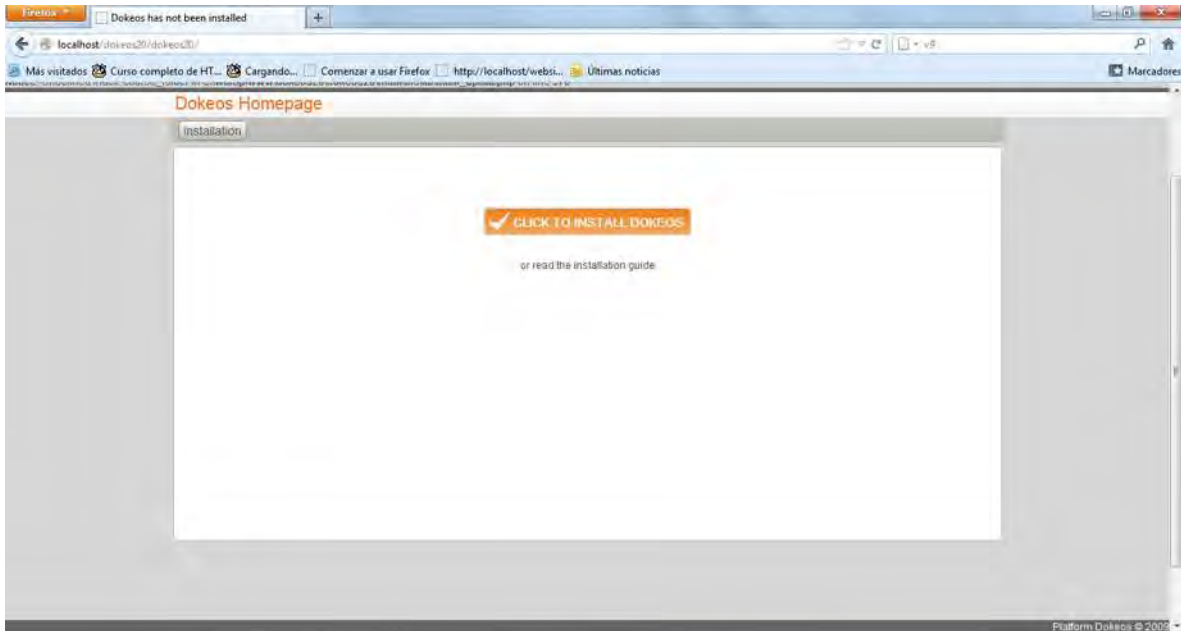 Firefox
Dokeos has not been installed
+
localhost/dokeos20/dokeos20/
v9
Más visitados Curso completo de HT... Cargando... Comenzar a usar Firefox http://localhost/websi... Últimas noticias Marcadores
Dokeos Homepage
Installation
CLICK TO INSTALL DOKEOS
or read the installation guide
Platform Dokeos © 2009